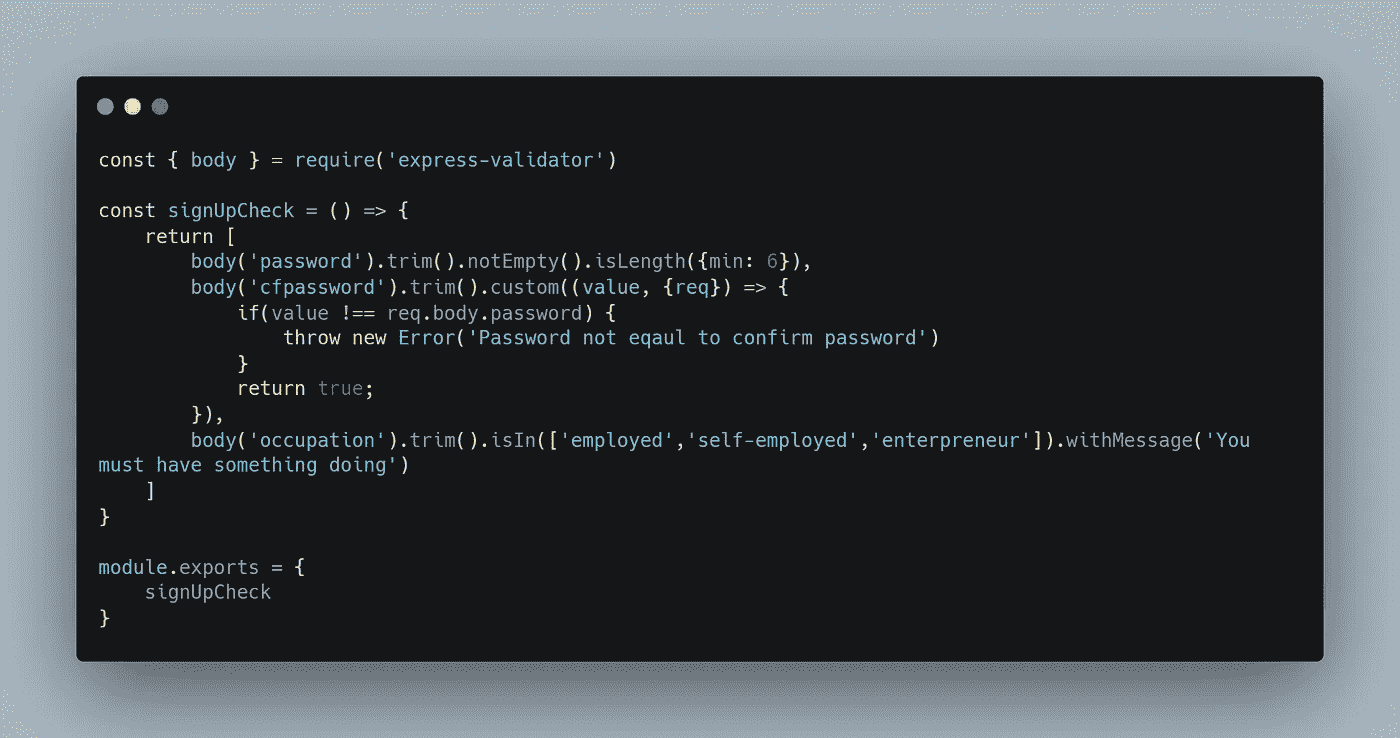 const { body } = require('express-validator')

const signUpCheck = () => {
    return [
        body('password').trim().notEmpty().isLength({min: 6}),
        body('cfpassword').trim().custom((value, {req}) => {
            if(value !== req.body.password) {
                throw new Error('Password not eqaul to confirm password')
            }
            return true;
        }),
        body('occupation').trim().isIn(['employed','self-employed','enterpreneur']).withMessage('You
must have something doing')
    ]
}

module.exports = {
    signUpCheck
}